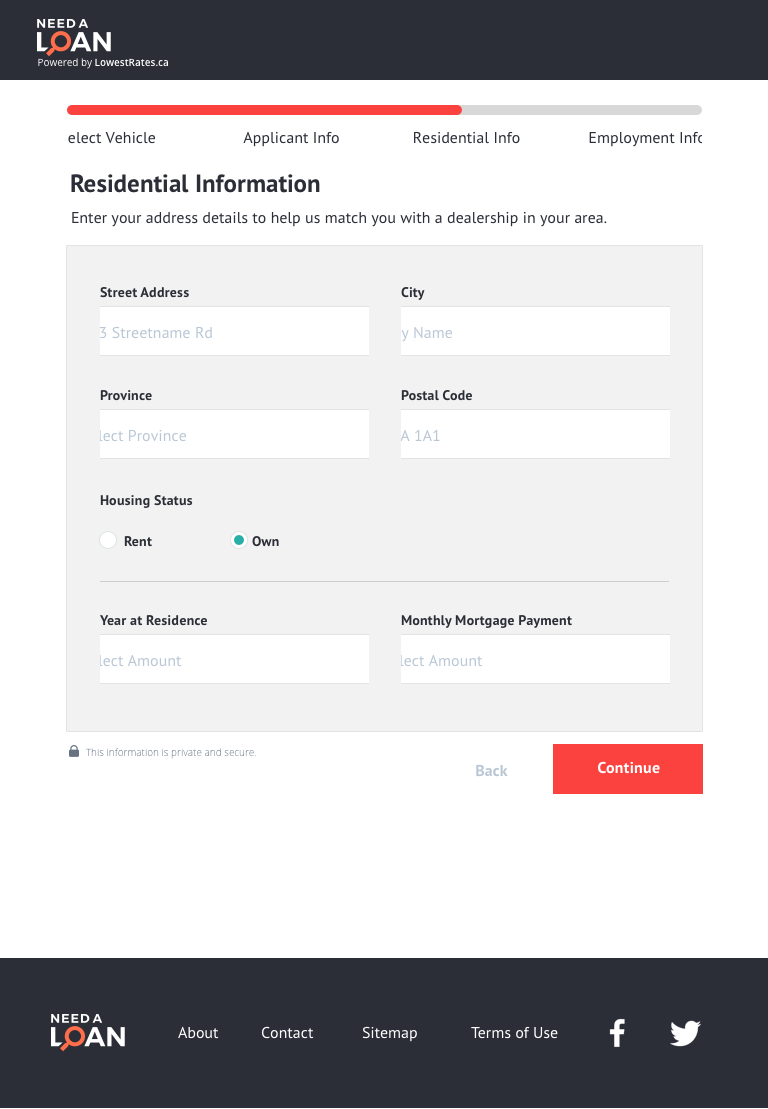 NEED A
LOAN
Powered by LowestRates.ca
elect Vehicle Applicant Info Residential Info Employment Info
Residential Information
Enter your address details to help us match you with a dealership in your area.
Street Address City
3 Streetname Rd y Name
Province Postal Code
lect Province A 1A1
Housing Status
Rent Own
Year at Residence Monthly Mortgage Payment
lect Amount lect Amount
This information is private and secure.
Back Continue
NEED A
LOAN
About Contact Sitemap Terms of Use